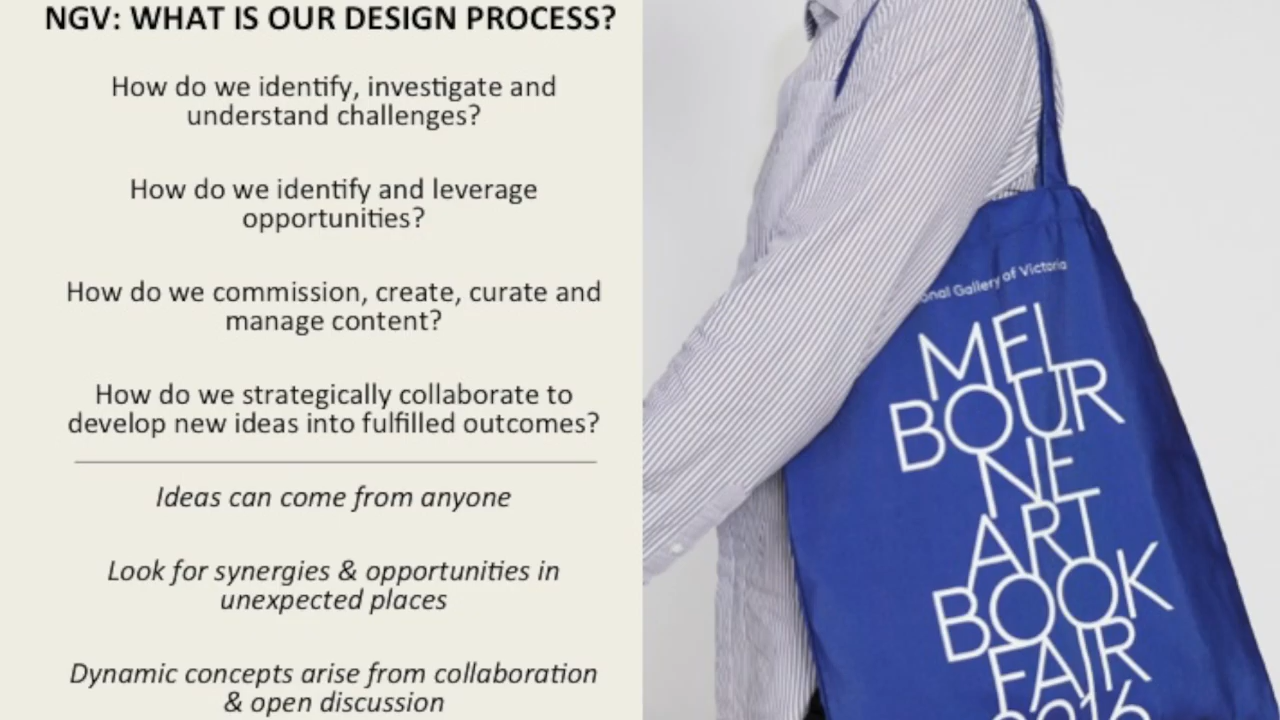 NGV: WHAT IS OUR DESIGN PROCESS?
How do we identify, investigate and
understand challenges?
How do we identify and leverage
opportunities?
How do we commission, create, curate and
manage content?
How do we strategically collaborate to
develop new ideas into fulfilled outcomes?
Ideas can come from anyone
Look for synergies & opportunities in
unexpected places
Dynamic concepts arise from collaboration
& open discussion
onal Gallery of Victoria
MEL
BOUR
NE
ART
BOOK
FAIR
2016